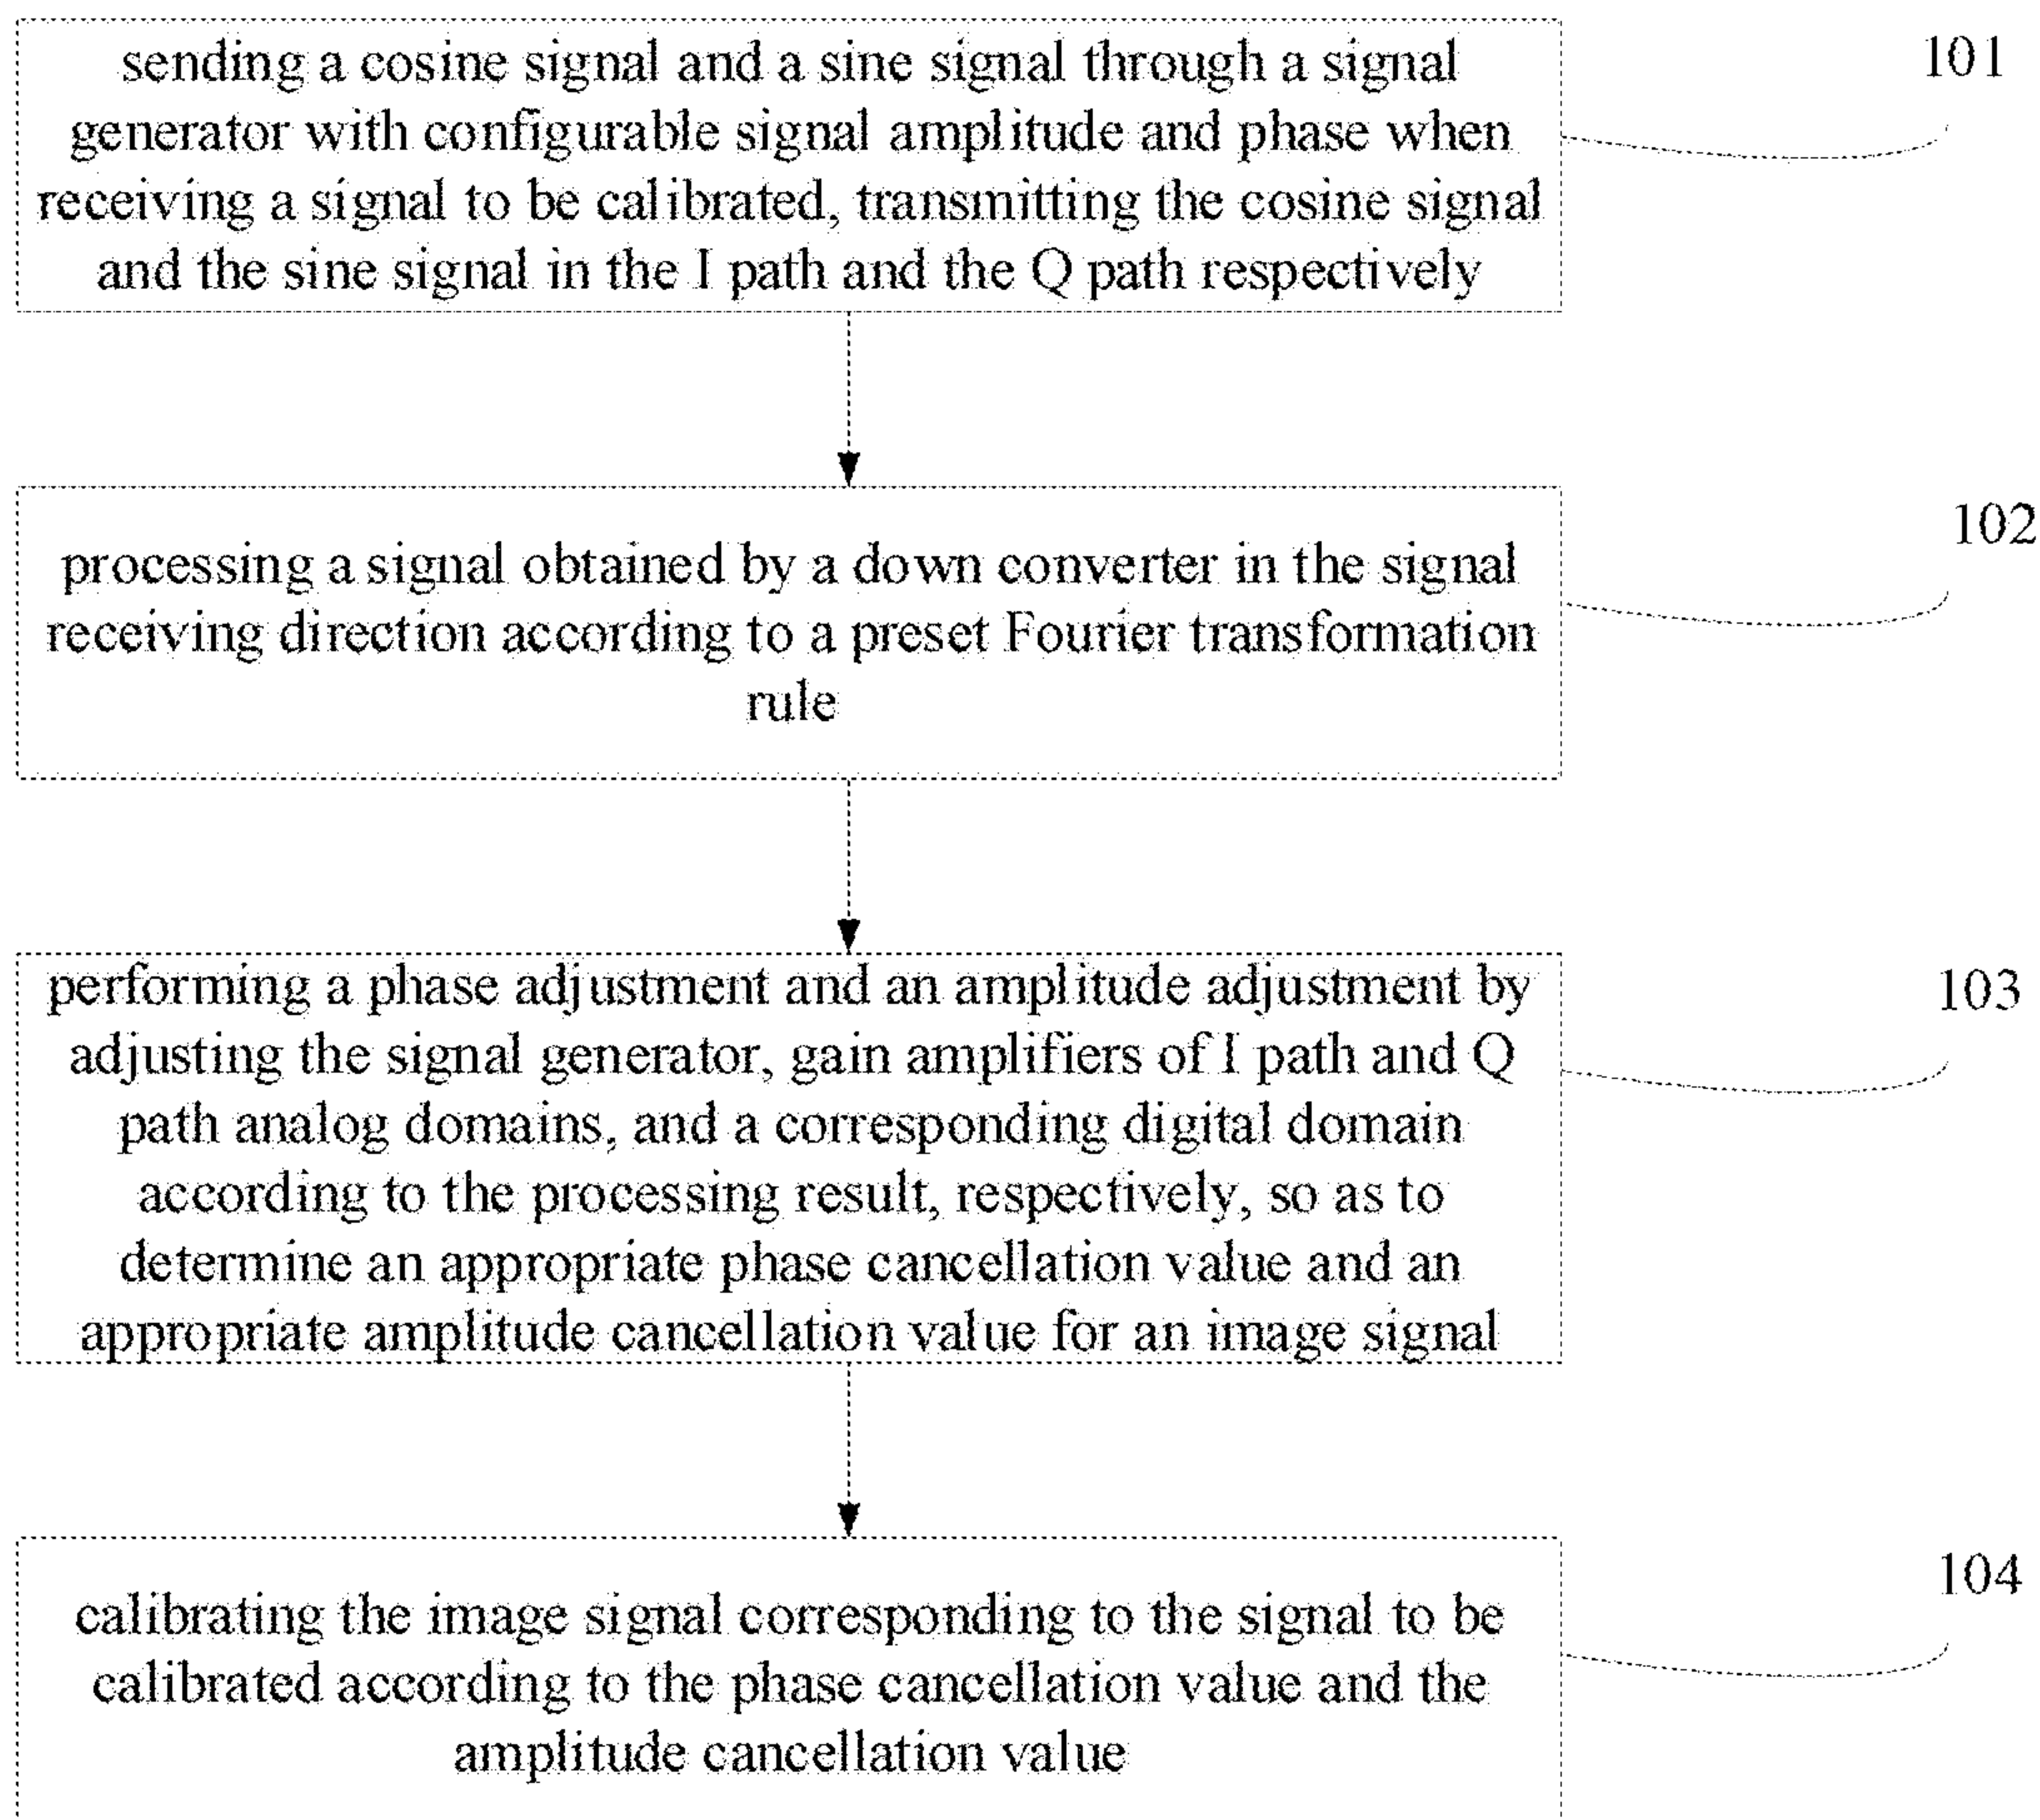 sending a cosine signal and a sine signal through a signal
generator with configurable signal amplitude and phase when
receiving a signal to be calibrated, transmitting the cosine signal
and the sine signal in the I path and the Q path respectively
101
processing a signal obtained by a down converter in the signal
receiving direction according to a preset Fourier transformation
rule
102
performing a phase adjustment and an amplitude adjustment by
adjusting the signal generator, gain amplifiers of I path and Q
path analog domains, and a corresponding digital domain
according to the processing result, respectively, so as to
determine an appropriate phase cancellation value and an
appropriate amplitude cancellation value for an image signal
103
calibrating the image signal corresponding to the signal to be
calibrated according to the phase cancellation value and the
amplitude cancellation value
104